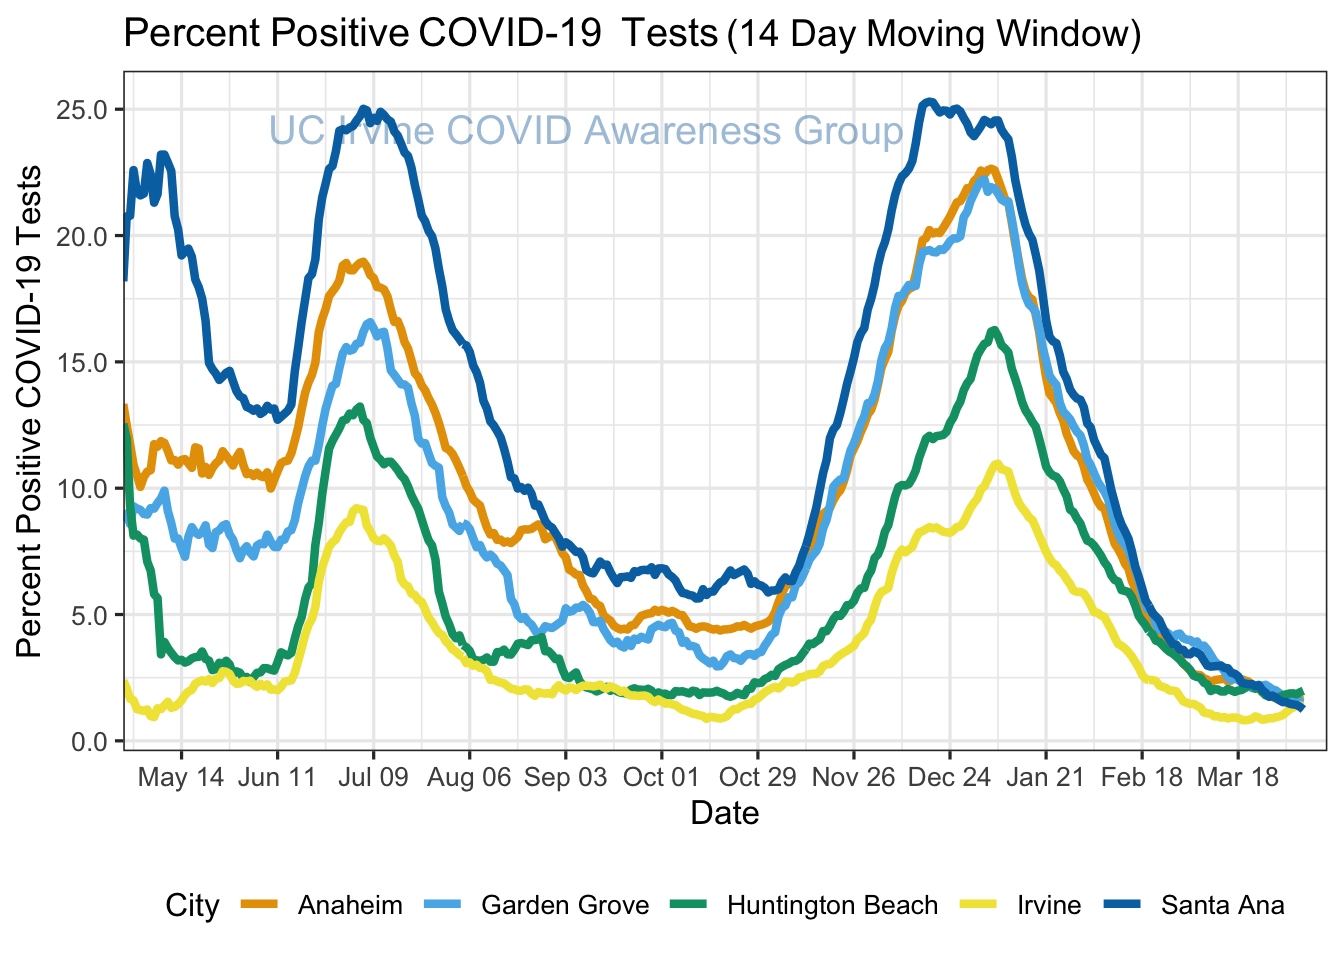 Percent Positive COVID-19 Tests (14 Day Moving Window)
UC Irvine COVID Awareness Group
Percent Positive COVID-19 Tests
25.0
20.0
15.0
10.0
5.0
0.0
May 14 Jun 11 Jul 09 Aug 06 Sep 03 Oct 01 Oct 29 Nov 26 Dec 24 Jan 21 Feb 18 Mar 18
Date
City Anaheim Garden Grove Huntington Beach Irvine Santa Ana